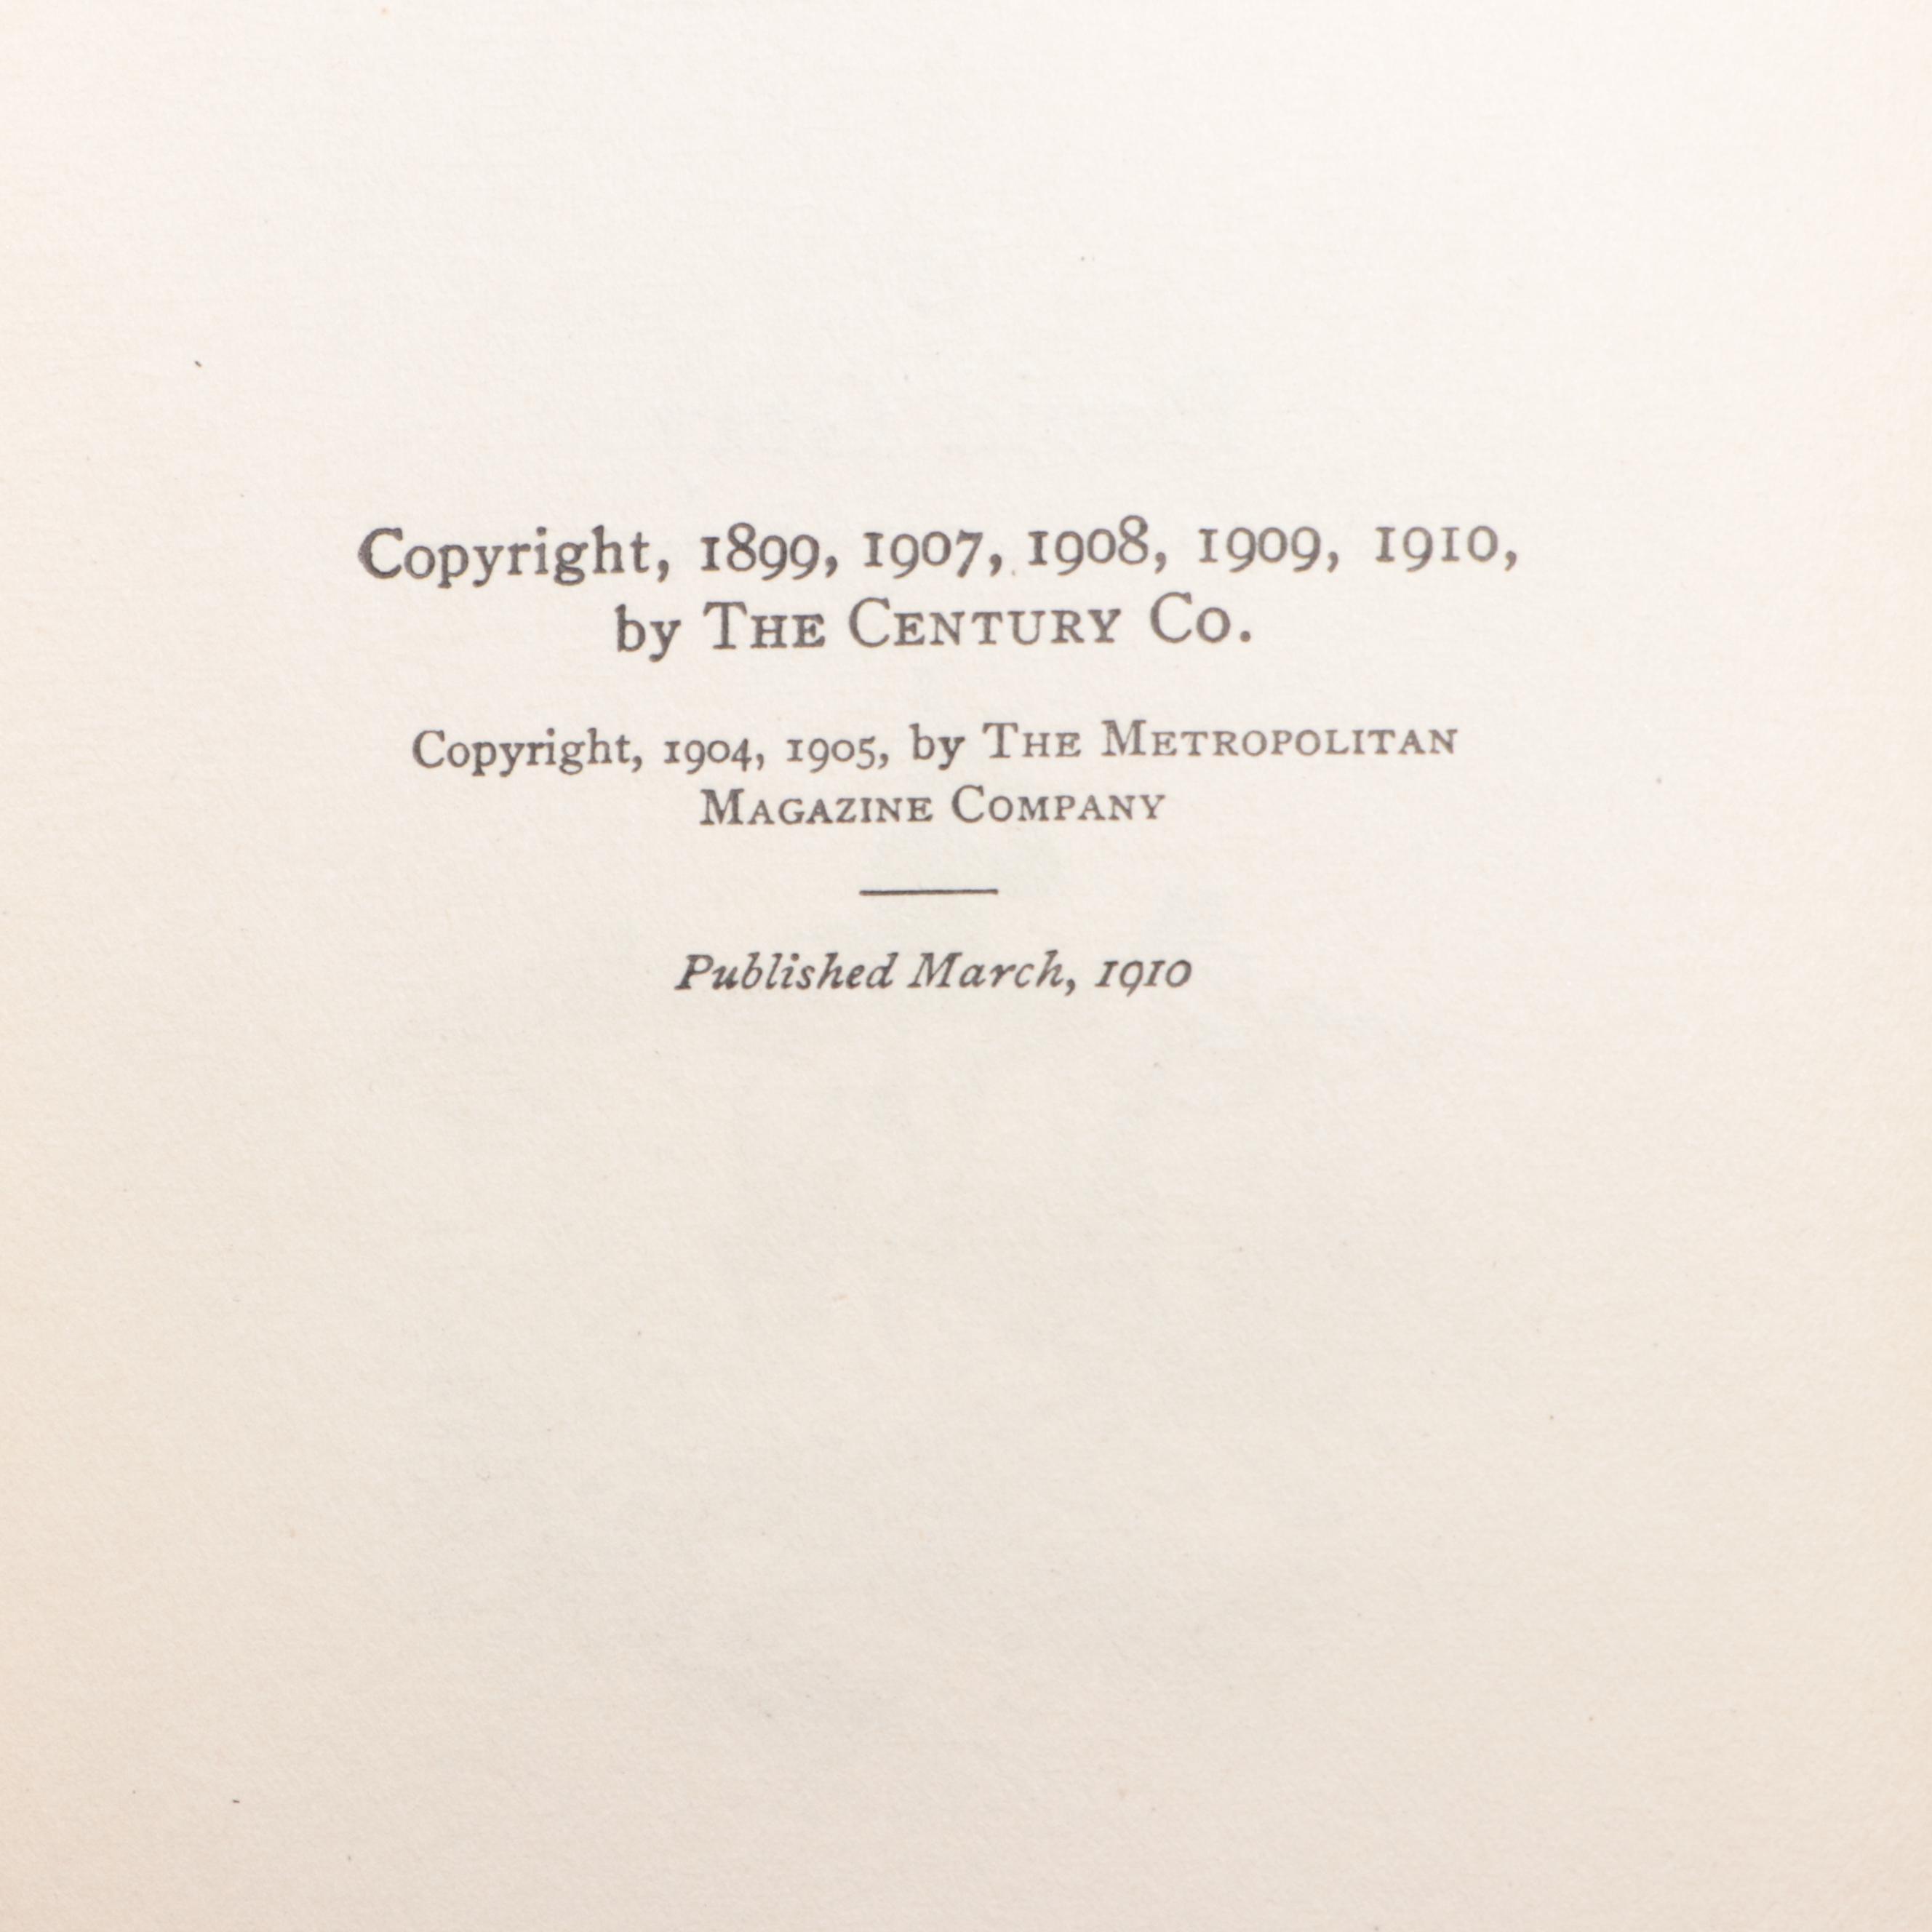 Copyright, 1899, 1907, 1908, 1909, 1910,
by THE CENTURY CO.
Copyright, 1904, 1905, by THE METROPOLITAN
MAGAZINE COMPANY
Published March, 1910